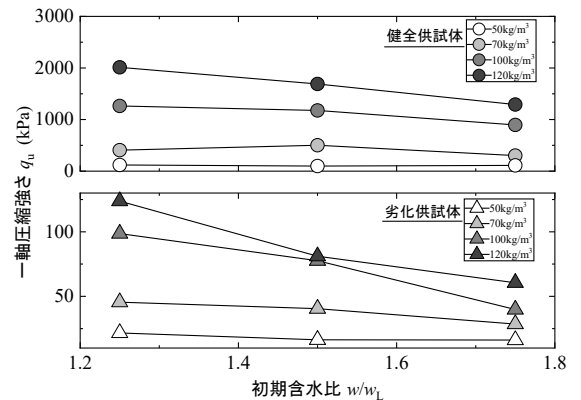 健全供試体
50kg/m³
70kg/m³
100kg/m³
120kg/m³
3000
2000
1000
0
劣化供試体
50kg/m³
70kg/m³
100kg/m³
120kg/m³
100
50
1.2
1.4
1.6
1.8
一軸圧縮強さ qu (kPa)
初期含水比 w/wL